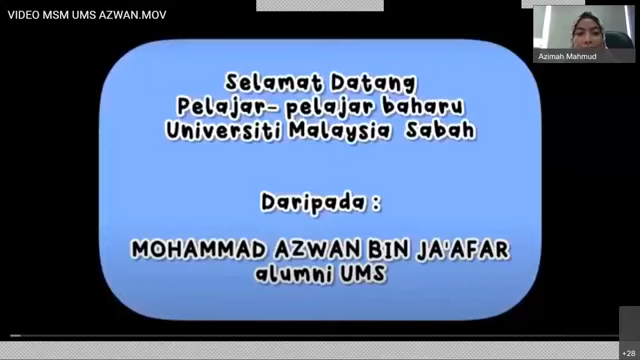 VIDEO MSM UMS AZWAN.MOV
Azimah Mahmud
Selamat Datang
Pelajar- pelajar baharu
Universiti Malaysia Sabah
Daripada :
MOHAMMAD AZWAN BIN JA'AFAR
alumni UMS
+28